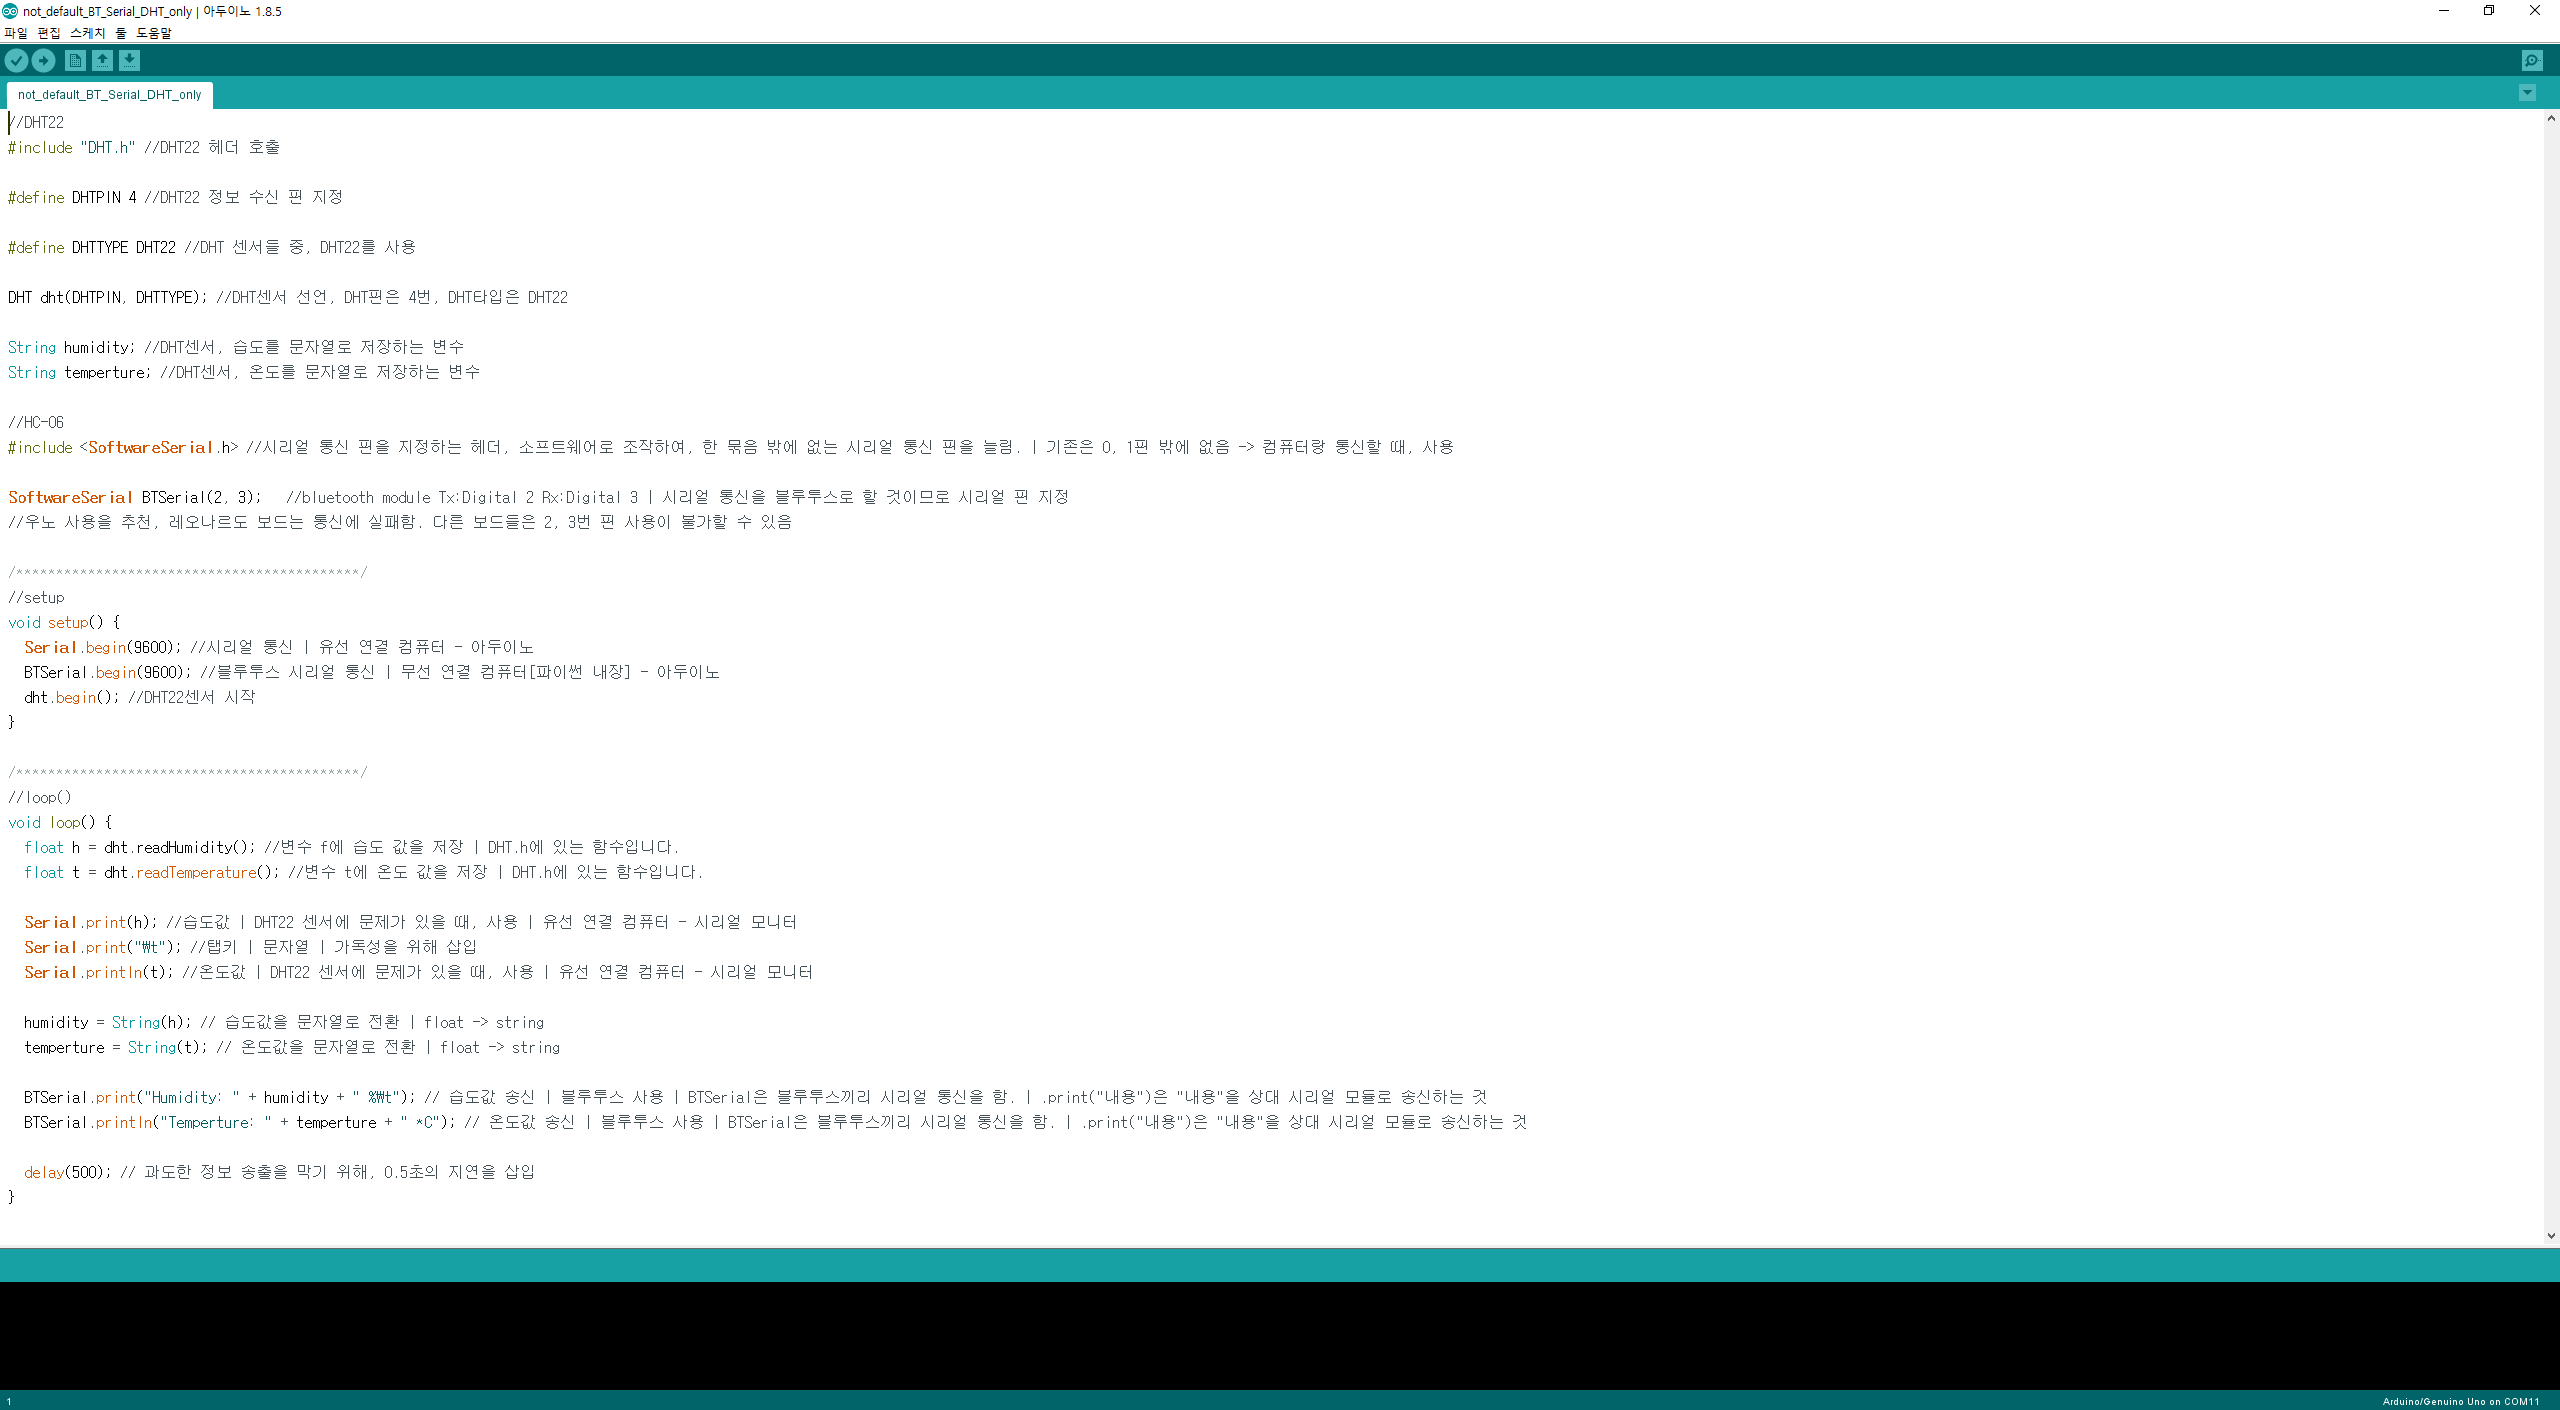 not_default_BT_Serial_DHT_only | 아두이노 1.8.5
파일 편집 스케치 툴 도움말
not_default_BT_Serial_DHT_only
//DHT22
#include "DHT.h" //DHT22 헤더 호출
#define DHTPIN 4 //DHT22 정보 수신 핀 지정
#define DHTTYPE DHT22 //DHT 센서들 중, DHT22를 사용
DHT dht(DHTPIN, DHTTYPE); //DHT센서 선언, DHT핀은 4번, DHT타입은 DHT22
String humidity; //DHT센서, 습도를 문자열로 저장하는 변수
String temperture; //DHT센서, 온도를 문자열로 저장하는 변수
//HC-06
#include <SoftwareSerial.h> //시리얼 통신 핀을 지정하는 헤더, 소프트웨어로 조작하여, 한 묶음 밖에 없는 시리얼 통신 핀을 늘림. | 기존은 0, 1핀 밖에 없음 -> 컴퓨터랑 통신할 때, 사용
SoftwareSerial BTSerial(2, 3);   //bluetooth module Tx:Digital 2 Rx:Digital 3 | 시리얼 통신을 블루투스로 할 것이므로 시리얼 핀 지정
//우노 사용을 추천, 레오나르도 보드는 통신에 실패함. 다른 보드들은 2, 3번 핀 사용이 불가할 수 있음
/*******************************************/
//setup
void setup() {
  Serial.begin(9600); //시리얼 통신 | 유선 연결 컴퓨터 - 아두이노
  BTSerial.begin(9600); //블루투스 시리얼 통신 | 무선 연결 컴퓨터[파이썬 내장] - 아두이노
  dht.begin(); //DHT22센서 시작
}
/*******************************************/
//loop()
void loop() {
  float h = dht.readHumidity(); //변수 f에 습도 값을 저장 | DHT.h에 있는 함수입니다.
  float t = dht.readTemperature(); //변수 t에 온도 값을 저장 | DHT.h에 있는 함수입니다.
  Serial.print(h); //습도값 | DHT22 센서에 문제가 있을 때, 사용 | 유선 연결 컴퓨터 - 시리얼 모니터
  Serial.print("₩t"); //탭키 | 문자열 | 가독성을 위해 삽입
  Serial.println(t); //온도값 | DHT22 센서에 문제가 있을 때, 사용 | 유선 연결 컴퓨터 - 시리얼 모니터
  humidity = String(h); // 습도값을 문자열로 전환 | float -> string
  temperture = String(t); // 온도값을 문자열로 전환 | float -> string
  BTSerial.print("Humidity: " + humidity + " %₩t"); // 습도값 송신 | 블루투스 사용 | BTSerial은 블루투스끼리 시리얼 통신을 함. | .print("내용")은 "내용"을 상대 시리얼 모듈로 송신하는 것
  BTSerial.println("Temperture: " + temperture + " *C"); // 온도값 송신 | 블루투스 사용 | BTSerial은 블루투스끼리 시리얼 통신을 함. | .print("내용")은 "내용"을 상대 시리얼 모듈로 송신하는 것
  delay(500); // 과도한 정보 송출을 막기 위해, 0.5초의 지연을 삽입
}
1
Arduino/Genuino Uno on COM11